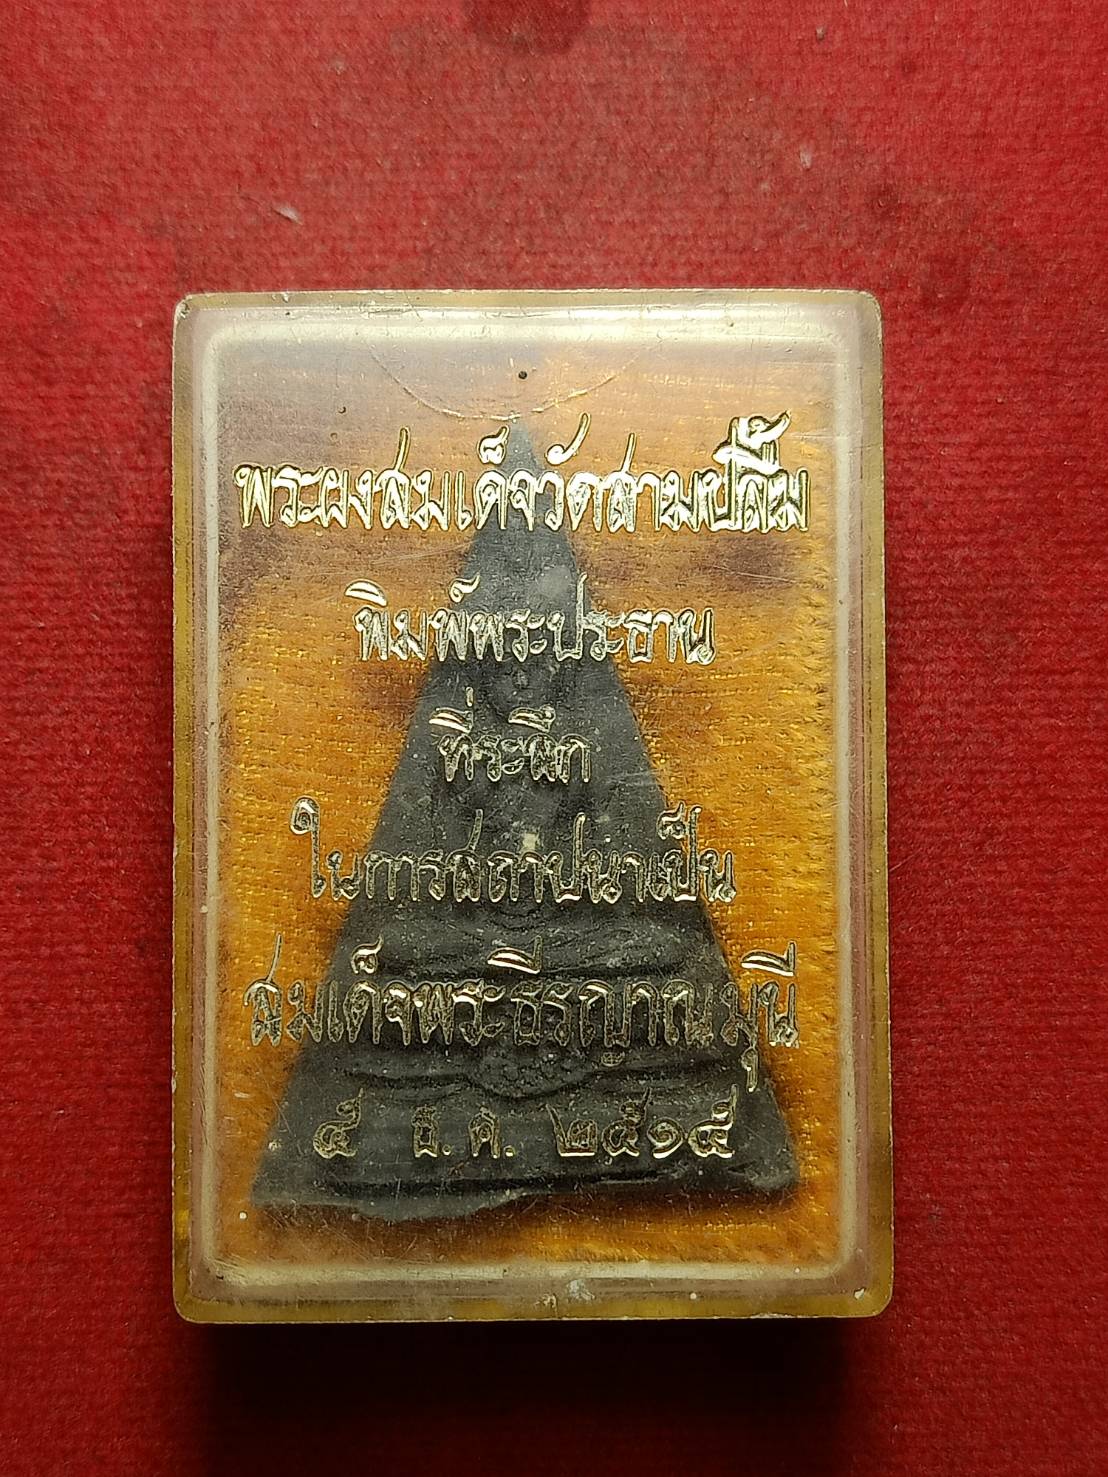 พระผงสมเด็จวัดสามปลื้ม
พิมพ์พระประธาน
ที่ระฦึก
ในการสถาปนาเป็น
สมเด็จพระธีรญาณมุนี
๕ ธ.ค. ๒๕๑๕